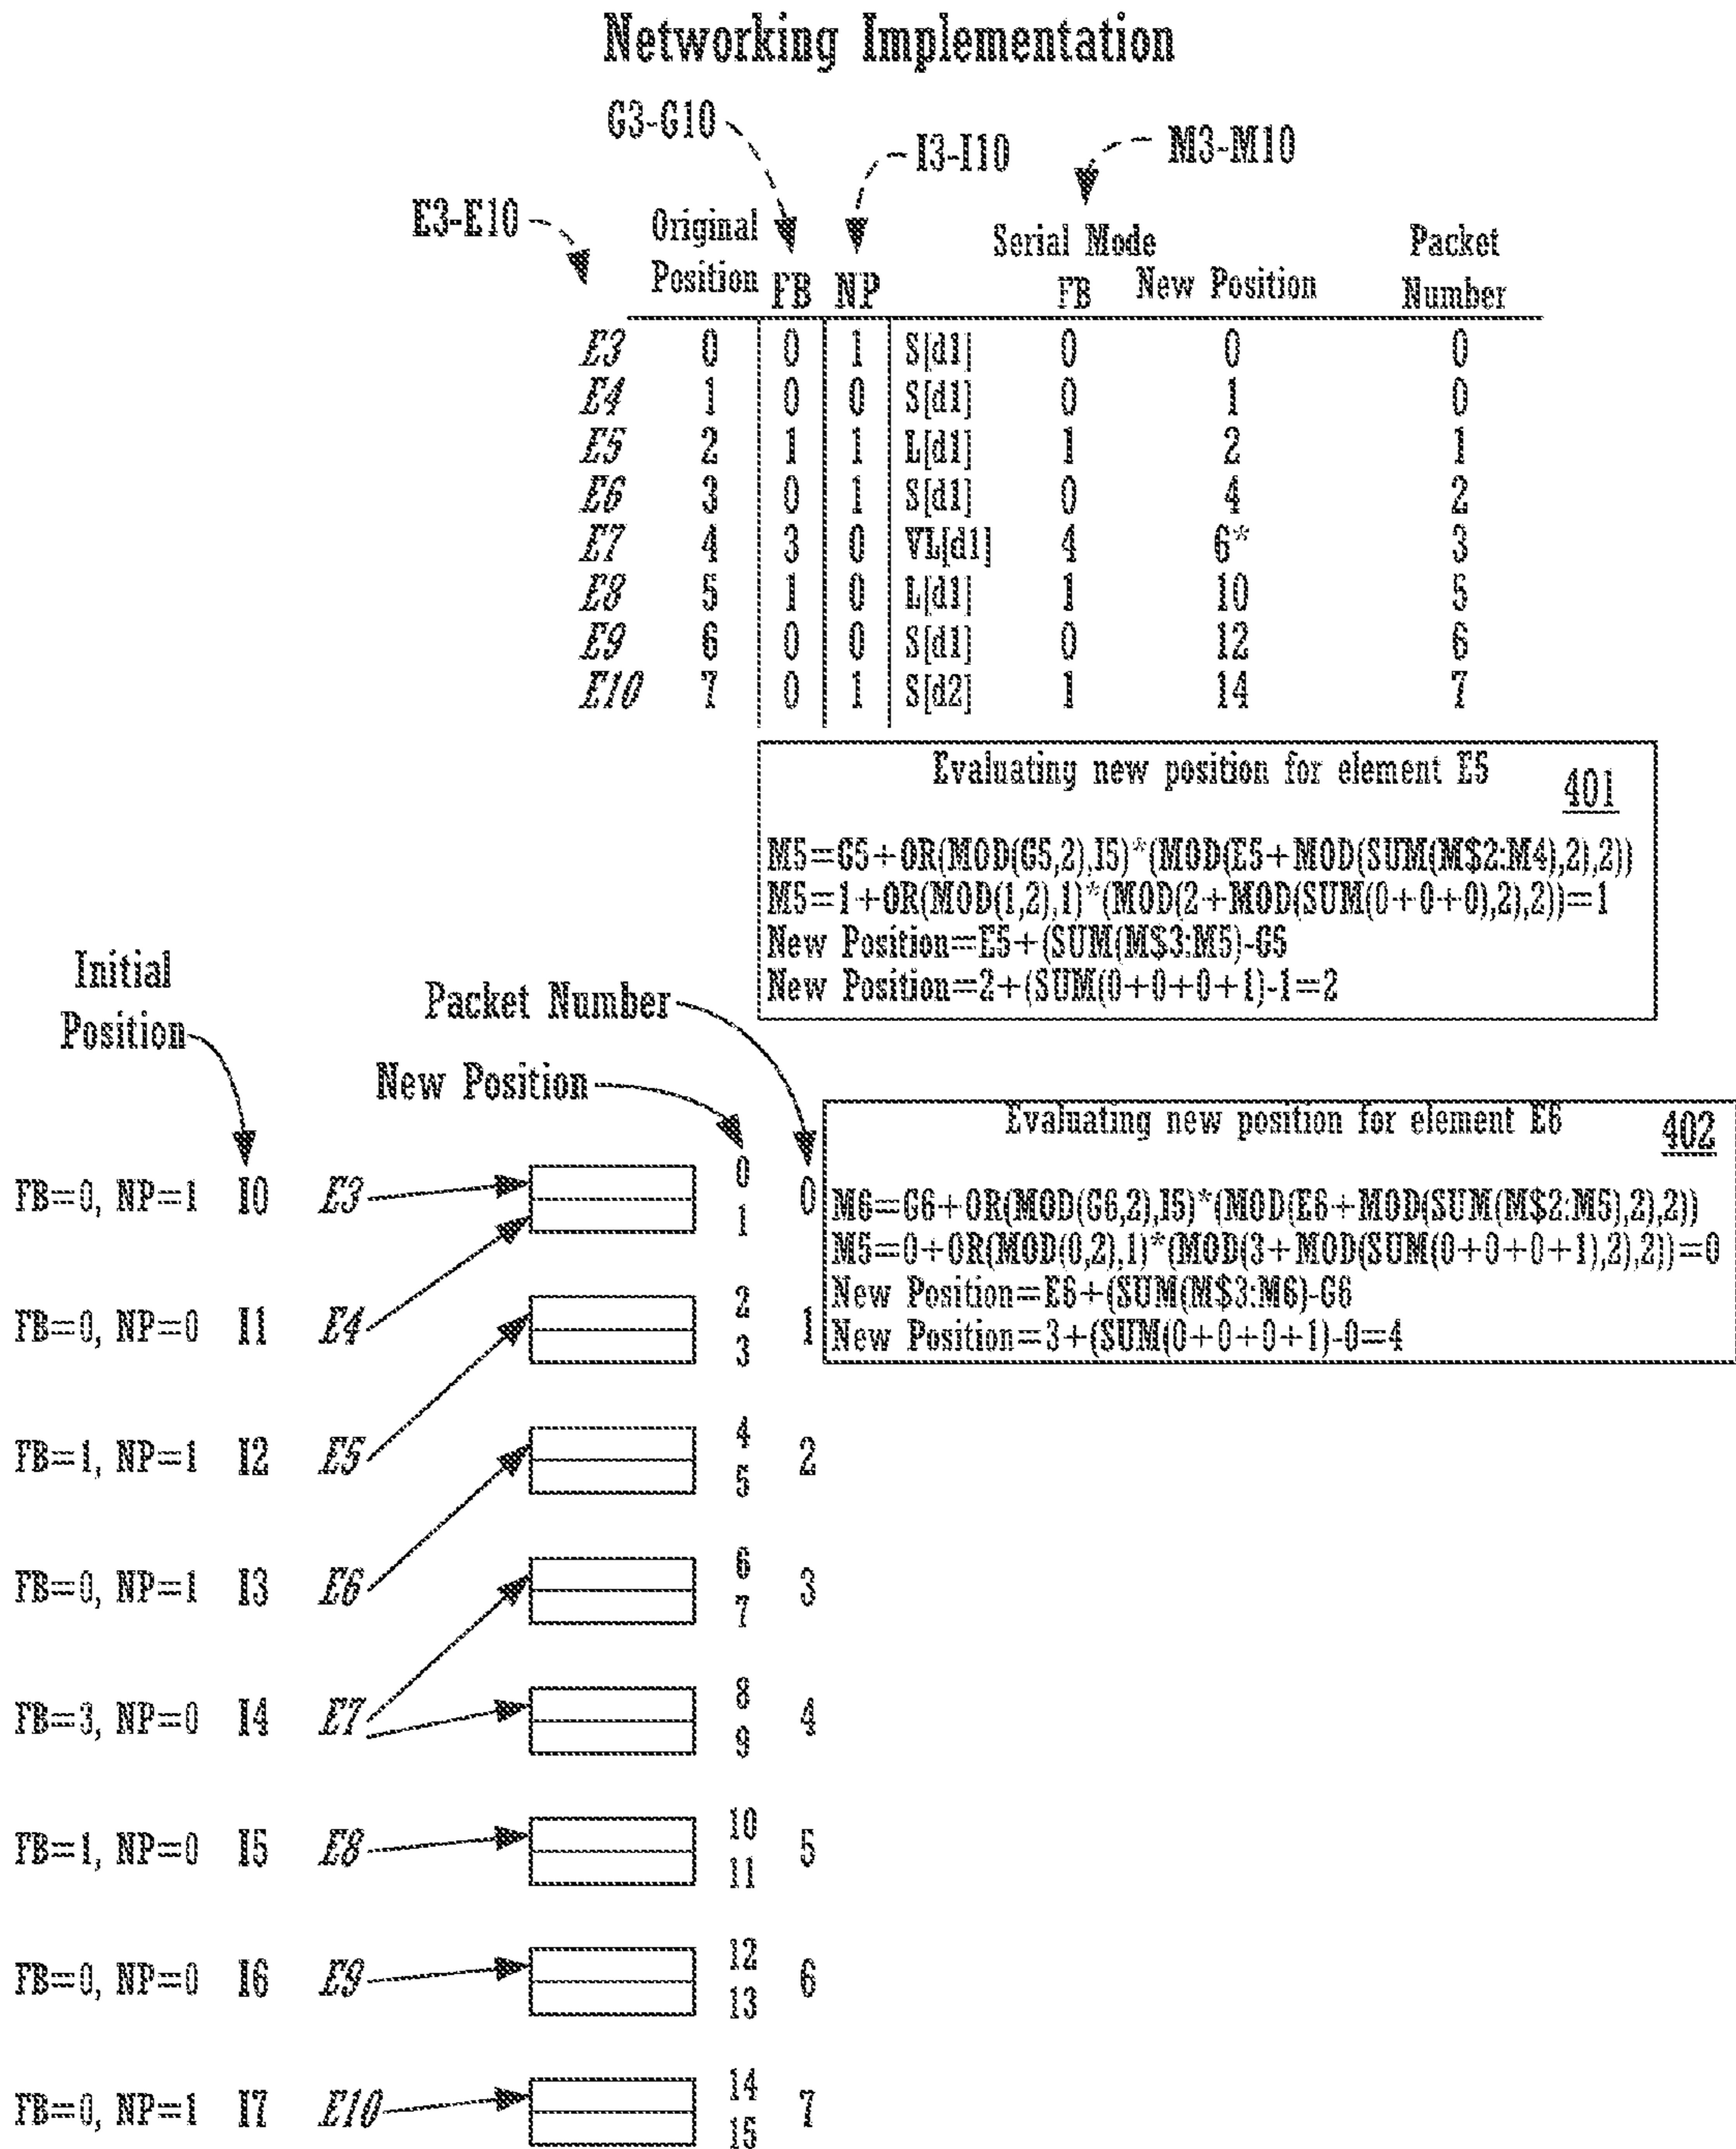 Networking Implementation
G3-G10
I3-I10
M3-M10
E3-E10
Original Serial Mode Packet
Position FB NP FB New Position Number
E3 0 0 1 S[d1] 0 0 0
E4 1 0 0 S[d1] 0 1 0
E5 2 1 1 L[d1] 1 2 1
E6 3 0 1 S[d1] 0 4 2
E7 4 3 0 VL[d1] 4 6* 3
E8 5 1 0 L[d1] 1 10 5
E9 6 0 0 S[d1] 0 12 6
E10 7 0 1 S[d2] 1 14 7
Evaluating new position for element E5
401
M5=G5+OR(MOD(G5,2),I5)*(MOD(E5+MOD(SUM(M$2:M4),2),2))
M5=1+OR(MOD(1,2),1)*(MOD(2+MOD(SUM(0+0+0),2),2))=1
New Position=E5+(SUM(M$3:M5)-G5
New Position=2+(SUM(0+0+0+1)-1=2
Initial
Position
Packet Number
New Position
Evaluating new position for element E6
402
M6=G6+OR(MOD(G6,2),I5)*(MOD(E6+MOD(SUM(M$2:M5),2),2))
M5=0+OR(MOD(0,2),1)*(MOD(3+MOD(SUM(0+0+0+1),2),2))=0
New Position=E6+(SUM(M$3:M6)-G6
New Position=3+(SUM(0+0+0+1)-0=4
0
FB=0, NP=1 I0 E3 0
1
2
FB=0, NP=0 I1 E4 1
3
4
FB=1, NP=1 I2 E5 2
5
6
FB=0, NP=1 I3 E6 3
7
8
FB=3, NP=0 I4 E7 4
9
10
FB=1, NP=0 I5 E8 5
11
12
FB=0, NP=0 I6 E9 6
13
14
FB=0, NP=1 I7 E10 7
15